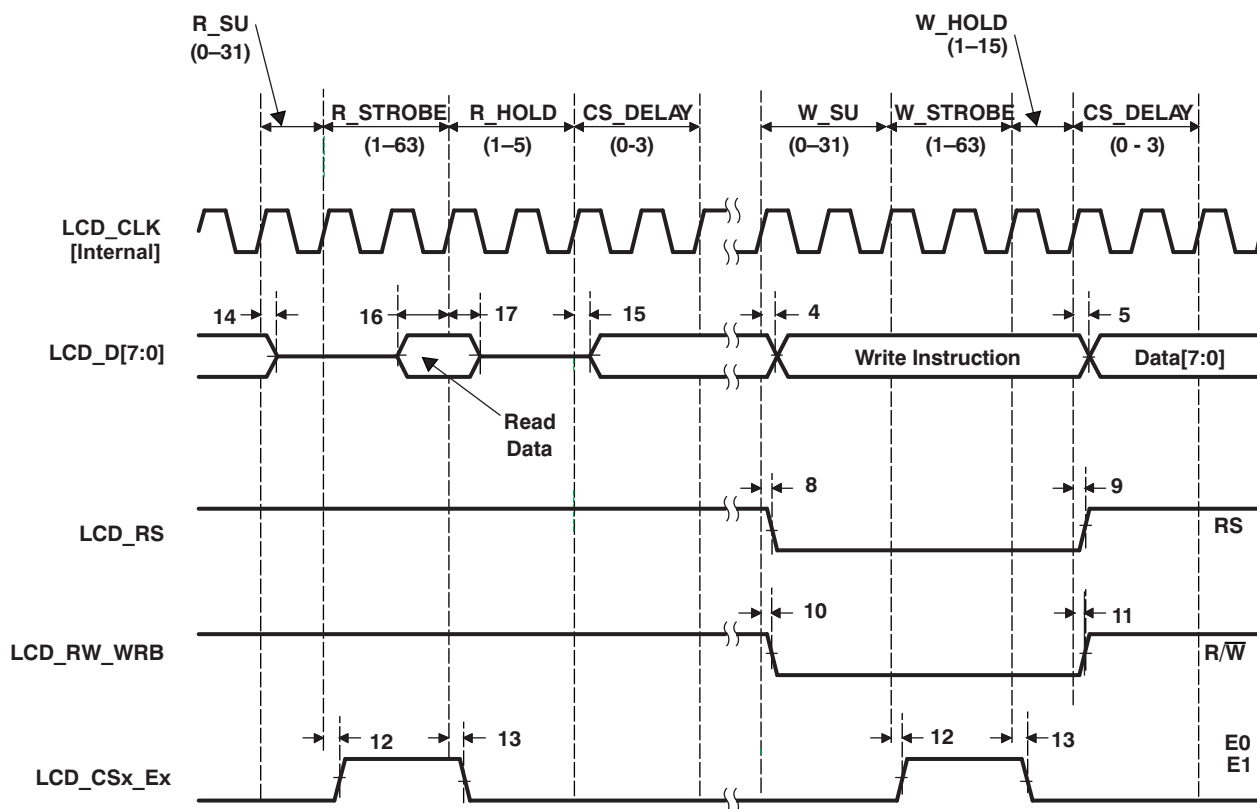 R_SU
(0–31)
W_HOLD
(1–15)
R_STROBE R_HOLD CS_DELAY W_SU W_STROBE CS_DELAY
(1–63) (1–5) (0-3) (0–31) (1–63) (0 - 3)
LCD_CLK
[Internal]
14 16 17 15 4 5
LCD_D[7:0] Write Instruction Data[7:0]
Read
Data
8 9
LCD_RS RS
10 11
LCD_RW_WRB R/W̅
12 13 12 13
E0
LCD_CSx_Ex E1